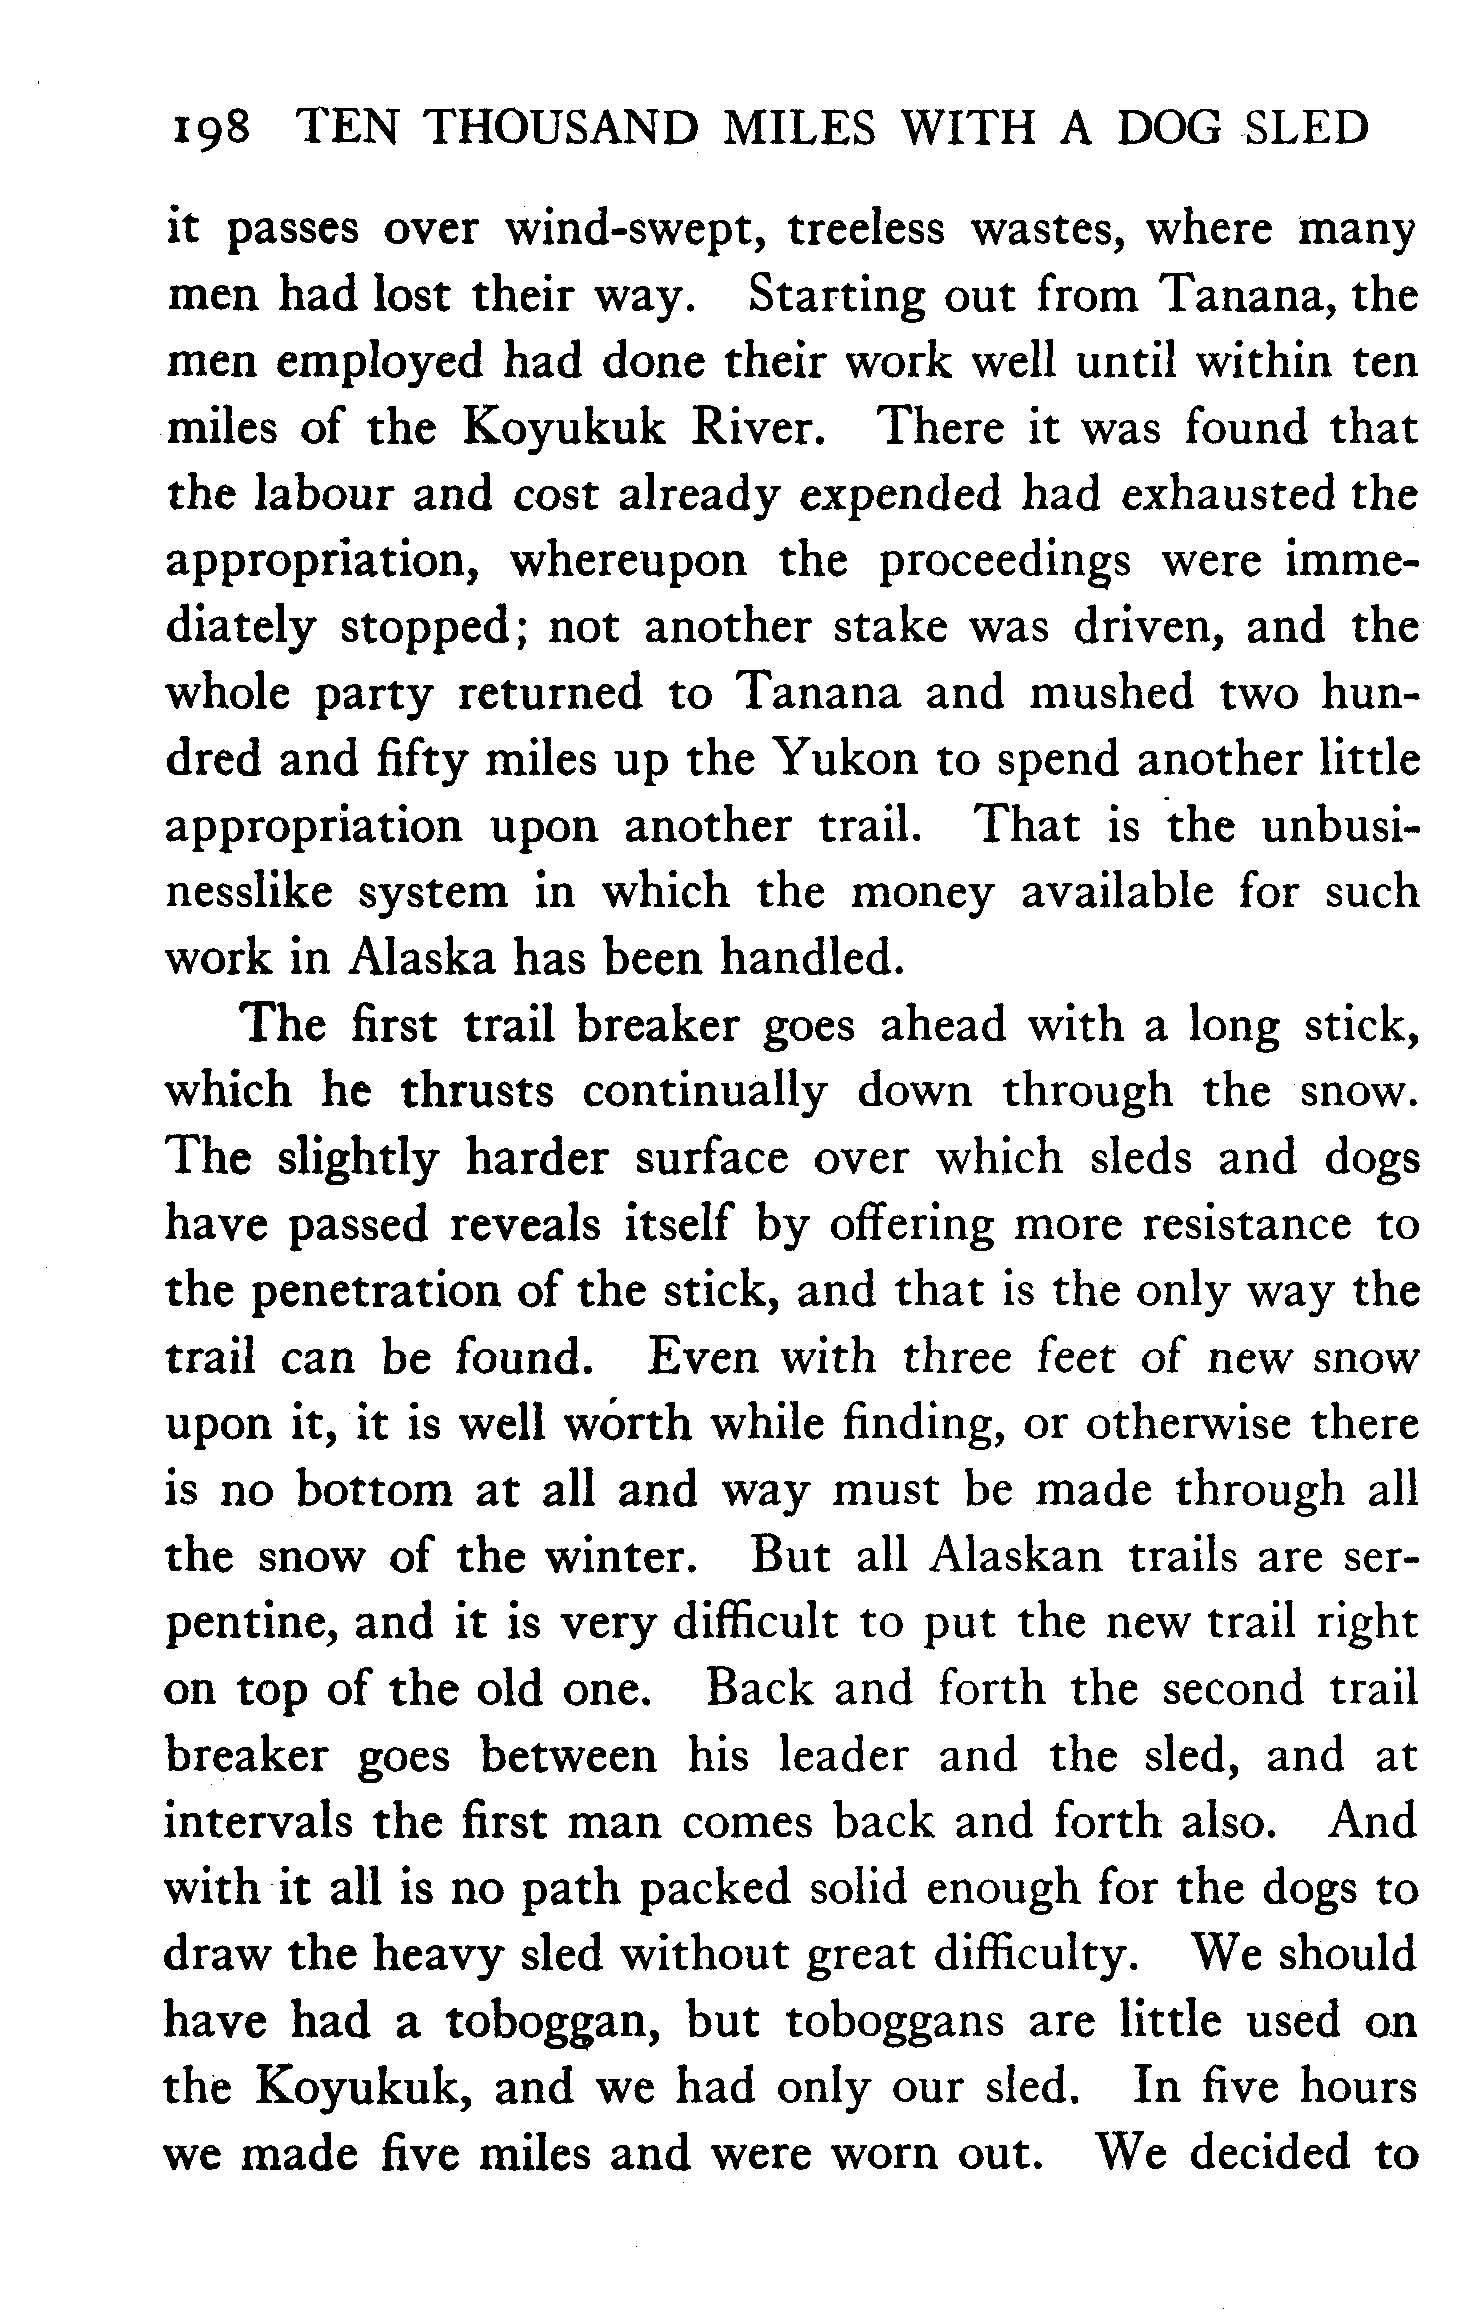 198 TEN THOUSAND MILES WITH A DOG SLED
it passes over wind-swept, treeless wastes, where many
men had lost their way. Starting out from Tanana, the
men employed had done their work well until within ten
miles of the Koyukuk River. There it was found that
the labour and cost already expended had exhausted the
appropriation, whereupon the proceedings were imme-
diately stopped; not another stake was driven, and the
whole party returned to Tanana and mushed two hun-
dred and fifty miles up the Yukon to spend another little
appropriation upon another trail. That is the unbusi-
nesslike system in which the money available for such
work in Alaska has been handled.
The first trail breaker goes ahead with a long stick,
which he thrusts continually down through the snow.
The slightly harder surface over which sleds and dogs
have passed reveals itself by offering more resistance to
the penetration of the stick, and that is the only way the
trail can be found. Even with three feet of new snow
upon it, it is well worth while finding, or otherwise there
is no bottom at all and way must be made through all
the snow of the winter. But all Alaskan trails are ser-
pentine, and it is very difficult to put the new trail right
on top of the old one. Back and forth the second trail
breaker goes between his leader and the sled, and at
intervals the first man comes back and forth also. And
with it all is no path packed solid enough for the dogs to
draw the heavy sled without great difficulty. We should
have had a toboggan, but toboggans are little used on
the Koyukuk, and we had only our sled. In five hours
we made five miles and were worn out. We decided to